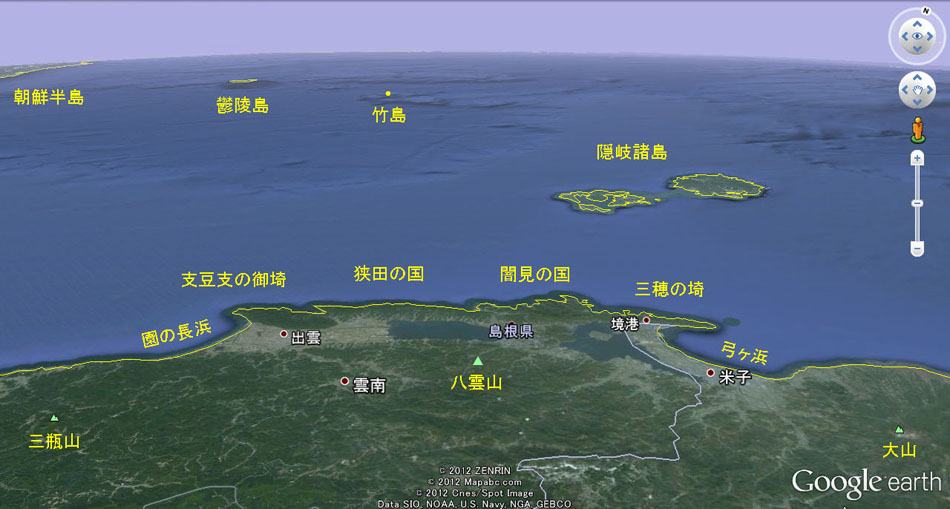 N
朝鮮半島
鬱陵島
竹島
隠岐諸島
支豆支の御埼
狭田の国
闇見の国
三穂の埼
園の長浜
出雲
島根県
境港
弓ヶ浜
雲南
八雲山
米子
三瓶山
大山
© 2012 ZENRIN
© 2012 Mapabc.com
© 2012 Cnes/Spot Image
Data SIO, NOAA, U.S. Navy, NGA, GEBCO
Google earth